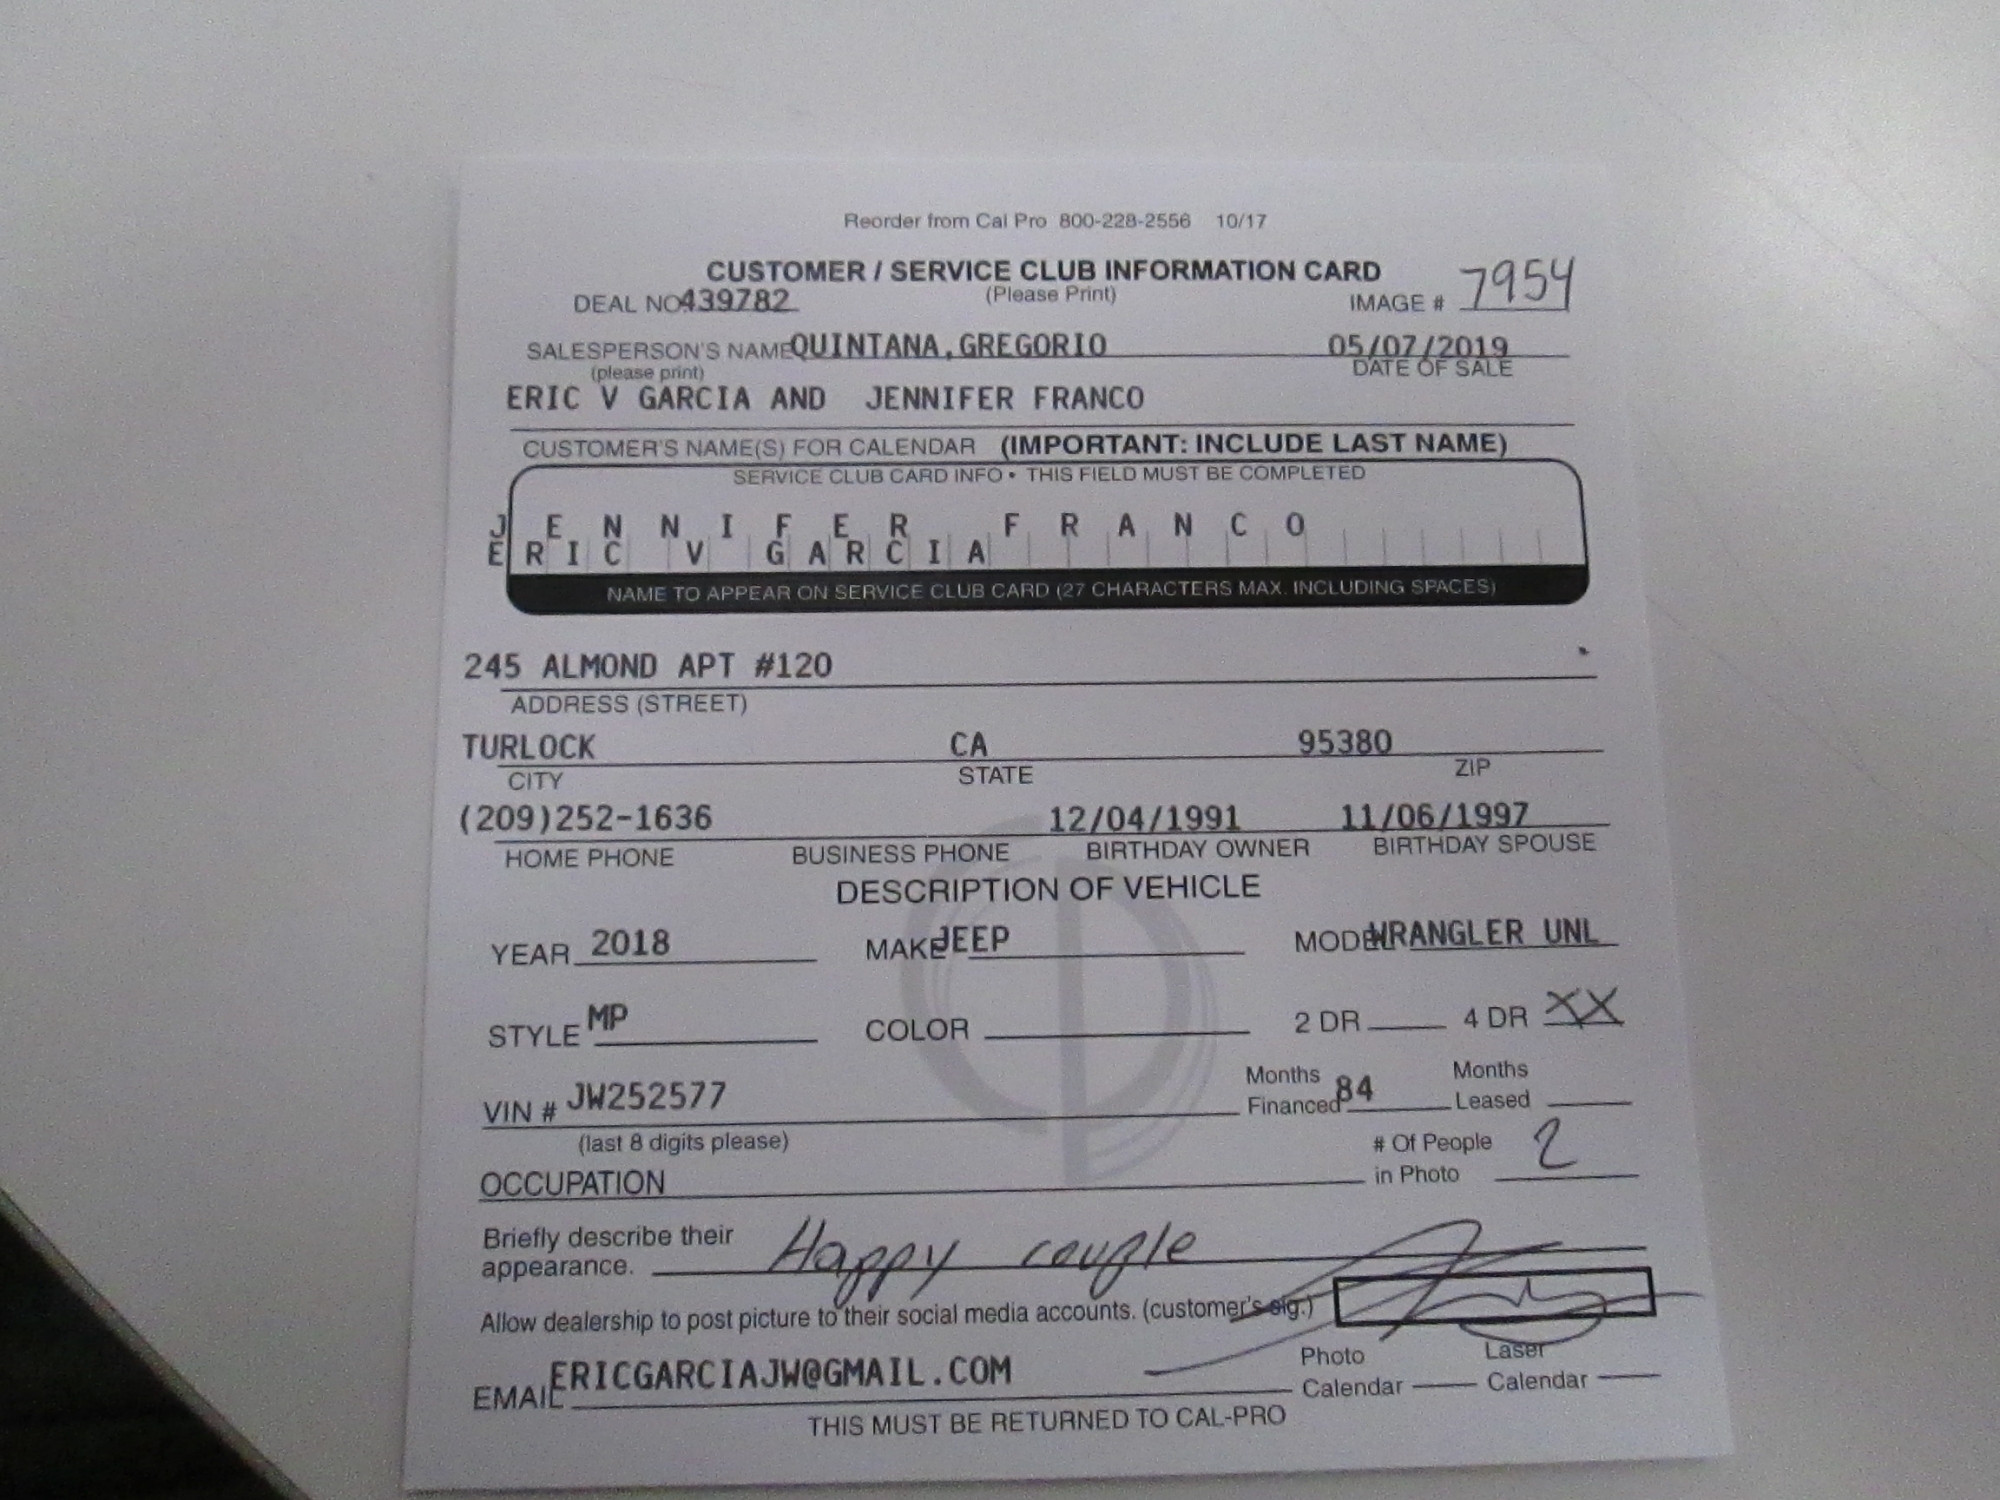 Reorder from Cal Pro 800-228-2556 10/17
CUSTOMER / SERVICE CLUB INFORMATION CARD
DEAL NO. 439782 (Please Print) IMAGE # 7954
SALESPERSON'S NAME QUINTANA,GREGORIO 05/07/2019
(please print) DATE OF SALE
ERIC V GARCIA AND JENNIFER FRANCO
CUSTOMER'S NAME(S) FOR CALENDAR (IMPORTANT: INCLUDE LAST NAME)
SERVICE CLUB CARD INFO • THIS FIELD MUST BE COMPLETED
J E N N I F E R F R A N C O
E R I C V G A R C I A
NAME TO APPEAR ON SERVICE CLUB CARD (27 CHARACTERS MAX. INCLUDING SPACES)
245 ALMOND APT #120
ADDRESS (STREET)
TURLOCK CA 95380
CITY STATE ZIP
(209)252-1636 12/04/1991 11/06/1997
HOME PHONE BUSINESS PHONE BIRTHDAY OWNER BIRTHDAY SPOUSE
DESCRIPTION OF VEHICLE
YEAR 2018 MAKE JEEP MODEL WRANGLER UNL
STYLE MP COLOR 2 DR 4 DR XX
VIN # JW252577 Months Financed 84 Months Leased
(last 8 digits please) # Of People in Photo 2
OCCUPATION
Briefly describe their
appearance. Happy couple
Allow dealership to post picture to their social media accounts. (customer's sig.)
EMAIL ERICGARCIAJW@GMAIL.COM Photo Calendar Laser Calendar
THIS MUST BE RETURNED TO CAL-PRO